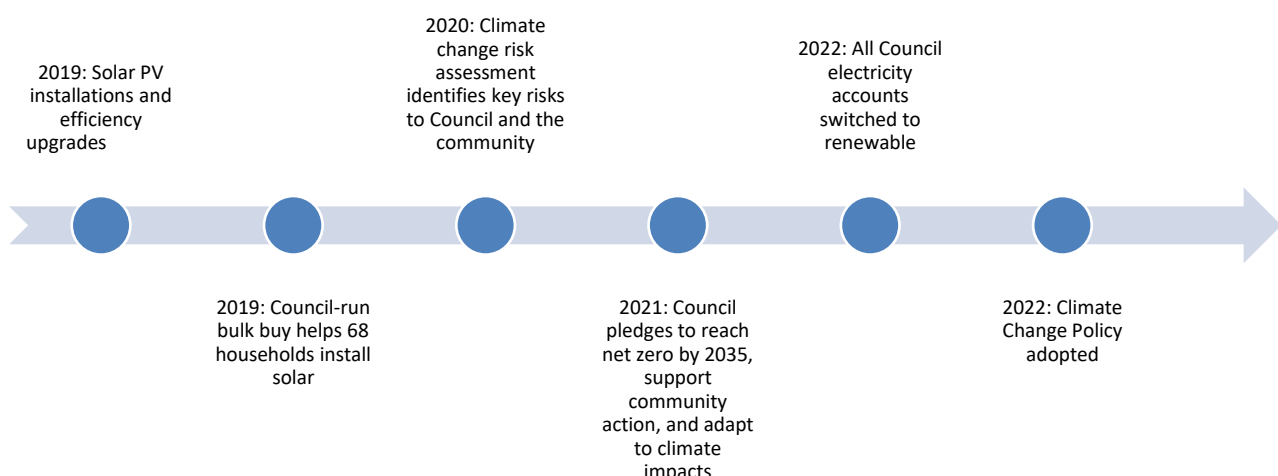 2019: Solar PV
installations and
efficiency
upgrades
2019: Council-run
bulk buy helps 68
households install
solar
2020: Climate
change risk
assessment
identifies key risks
to Council and the
community
2021: Council
pledges to reach
net zero by 2035,
support
community
action, and adapt
to climate
impacts
2022: All Council
electricity
accounts
switched to
renewable
2022: Climate
Change Policy
adopted